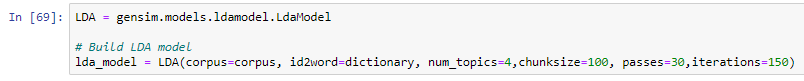 In [69]: LDA = gensim.models.ldamodel.LdaModel
# Build LDA model
lda_model = LDA(corpus=corpus, id2word=dictionary, num_topics=4,chunksize=100, passes=30,iterations=150)